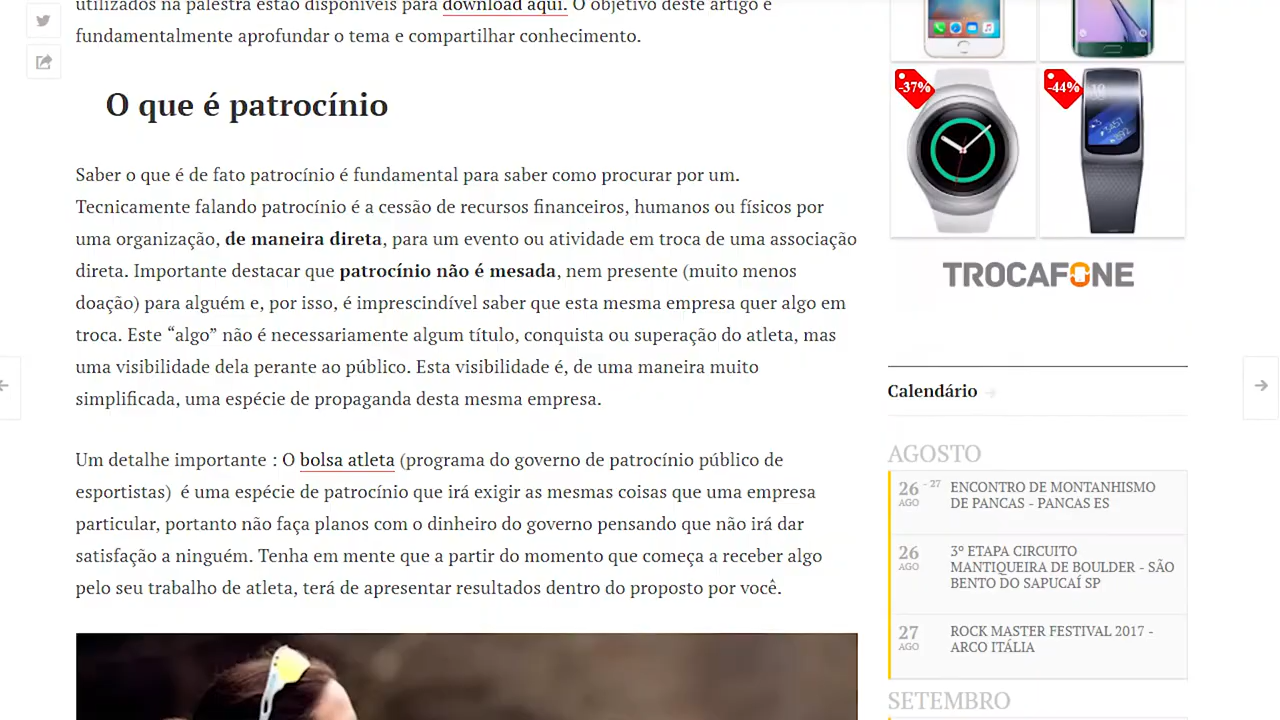 utilizados na palestra estão disponíveis para download aqui. O objetivo deste artigo é
fundamentalmente aprofundar o tema e compartilhar conhecimento.
O que é patrocínio
Saber o que é de fato patrocínio é fundamental para saber como procurar por um.
Tecnicamente falando patrocínio é a cessão de recursos financeiros, humanos ou físicos por
uma organização, de maneira direta, para um evento ou atividade em troca de uma associação
direta. Importante destacar que patrocínio não é mesada, nem presente (muito menos
doação) para alguém e, por isso, é imprescindível saber que esta mesma empresa quer algo em
troca. Este “algo” não é necessariamente algum título, conquista ou superação do atleta, mas
uma visibilidade dela perante ao público. Esta visibilidade é, de uma maneira muito
simplificada, uma espécie de propaganda desta mesma empresa.
Um detalhe importante : O bolsa atleta (programa do governo de patrocínio público de
esportistas)  é uma espécie de patrocínio que irá exigir as mesmas coisas que uma empresa
particular, portanto não faça planos com o dinheiro do governo pensando que não irá dar
satisfação a ninguém. Tenha em mente que a partir do momento que começa a receber algo
pelo seu trabalho de atleta, terá de apresentar resultados dentro do proposto por você.
-37%
-44%
TROCAFONE
Calendário
AGOSTO
26 - 27 AGO
ENCONTRO DE MONTANHISMO
DE PANCAS - PANCAS ES
26 AGO
3º ETAPA CIRCUITO
MANTIQUEIRA DE BOULDER - SÃO
BENTO DO SAPUCAÍ SP
27 AGO
ROCK MASTER FESTIVAL 2017 -
ARCO ITÁLIA
SETEMBRO